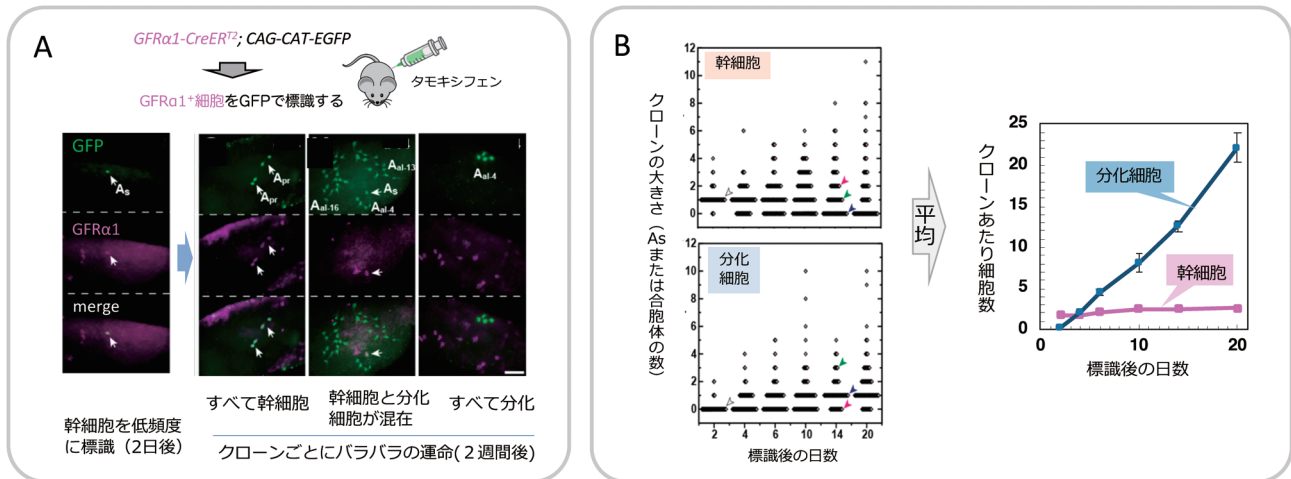 A
GFRα1-CreERT2; CAG-CAT-EGFP
タモキシフェン
GFRα1+細胞をGFPで標識する
GFP
As
GFRα1
merge
Apr
Apr
Aal-13
As
Aal-16
Aal-4
Aal-4
幹細胞を低頻度
に標識（2日後）
すべて幹細胞
幹細胞と分化
細胞が混在
すべて分化
クローンごとにバラバラの運命(２週間後)
B
クローンの大きさ（Asまたは合胞体の数）
12
10
8
6
4
2
0
幹細胞
12
10
8
6
4
2
0
分化
細胞
2 4 6 10 14 20
標識後の日数
平均
クローンあたり細胞数
25
20
15
10
5
0
分化細胞
幹細胞
0 10 20
標識後の日数